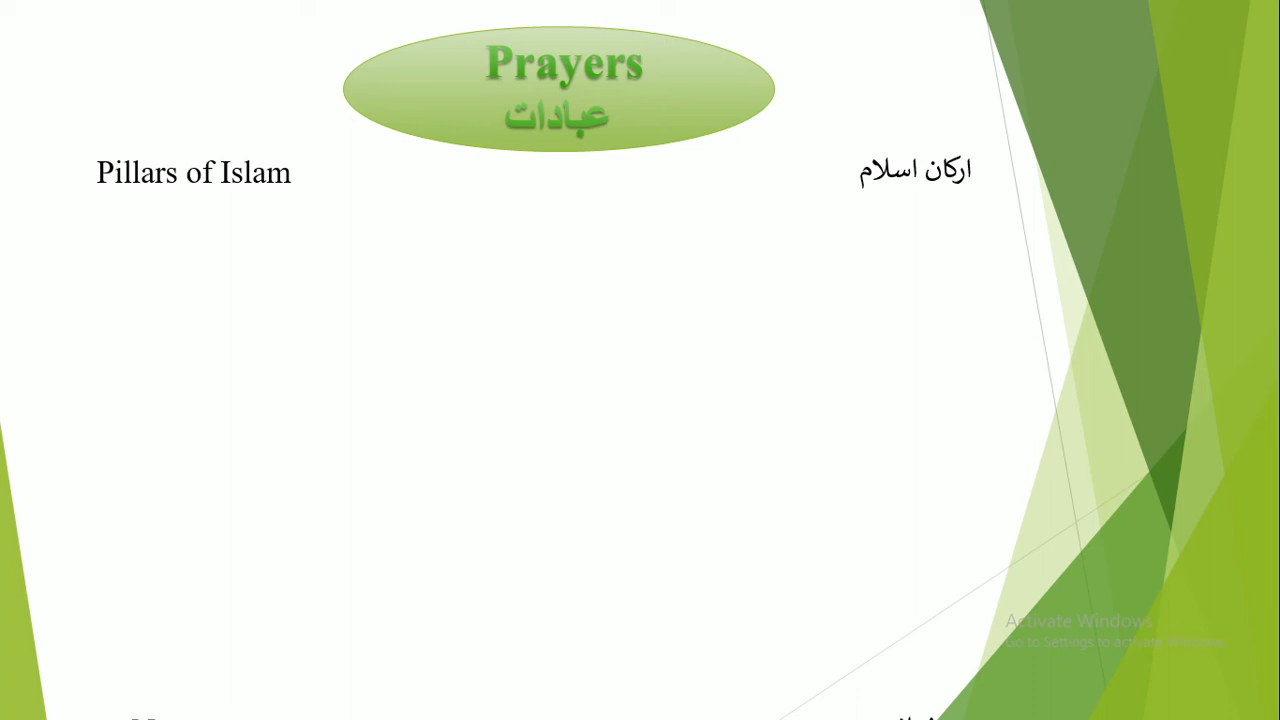 Prayers
عبادات
Pillars of Islam
ارکان اسلام
Activate Windows
Go to Settings to activate Windows.